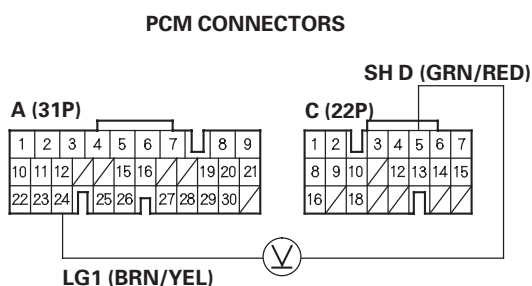 PCM CONNECTORS
SH D (GRN/RED)
A (31P)
C (22P)
1 2 3 4 5 6 7 8 9
10 11 12 15 16 19 20 21
22 23 24 25 26 27 28 29 30
1 2 3 4 5 6 7
8 9 10 12 13 14 15
16 18
V
LG1 (BRN/YEL)